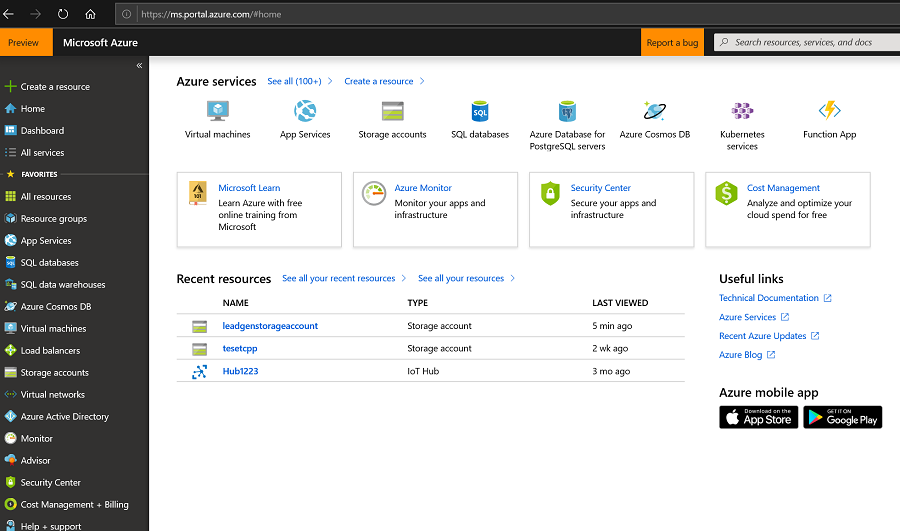 https://ms.portal.azure.com/#home
Preview
Microsoft Azure
Report a bug
Search resources, services, and docs
«
Create a resource
Home
Dashboard
All services
FAVORITES
All resources
Resource groups
App Services
SQL databases
SQL data warehouses
Azure Cosmos DB
Virtual machines
Load balancers
Storage accounts
Virtual networks
Azure Active Directory
Monitor
Advisor
Security Center
Cost Management + Billing
Help + support
Azure services See all (100+) Create a resource
Virtual machines
App Services
Storage accounts
SQL
SQL databases
Azure Database for
PostgreSQL servers
Azure Cosmos DB
Kubernetes
services
Function App
Microsoft Learn
Learn Azure with free
online training from
Microsoft
Azure Monitor
Monitor your apps and
infrastructure
Security Center
Secure your apps and
infrastructure
Cost Management
Analyze and optimize your
cloud spend for free
Recent resources See all your recent resources See all your resources
NAME TYPE LAST VIEWED
leadgenstorageaccount Storage account 5 min ago
tesetcpp Storage account 2 wk ago
Hub1223 IoT Hub 3 mo ago
Useful links
Technical Documentation
Azure Services
Recent Azure Updates
Azure Blog
Azure mobile app
Download on the
App Store
GET IT ON
Google Play